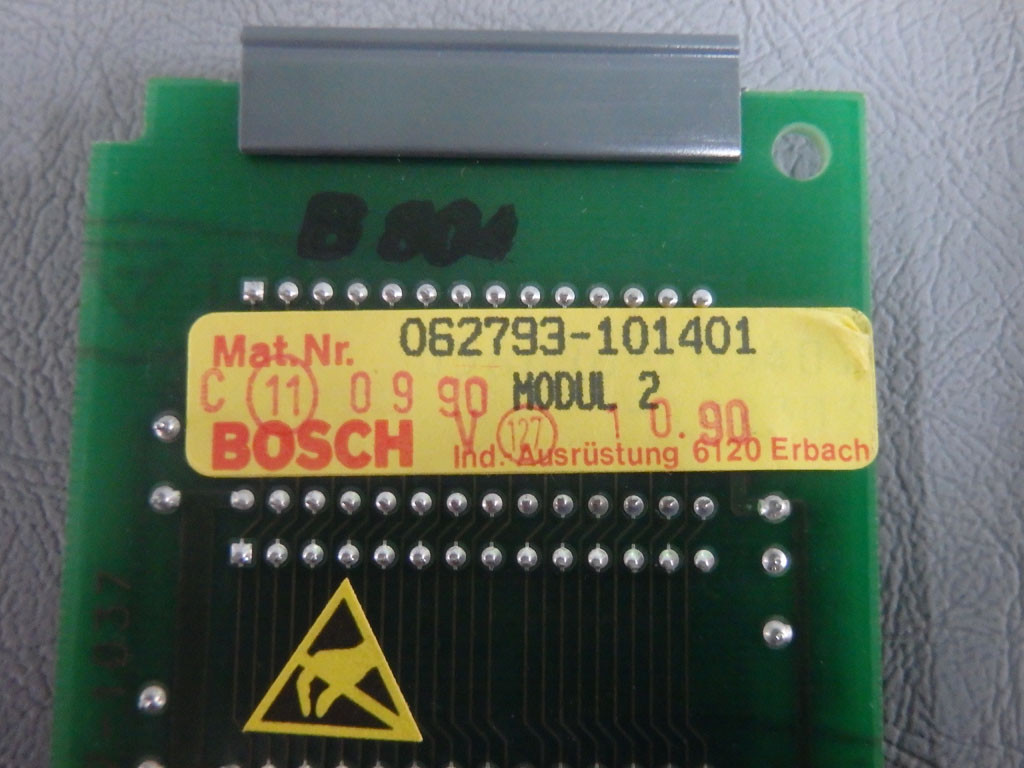 B 804
Mat.Nr. 062793-101401
C 11 0 9 90 MODUL 2
V 127 1 0. 90
BOSCH Ind.-Ausrüstung 6120 Erbach
1037